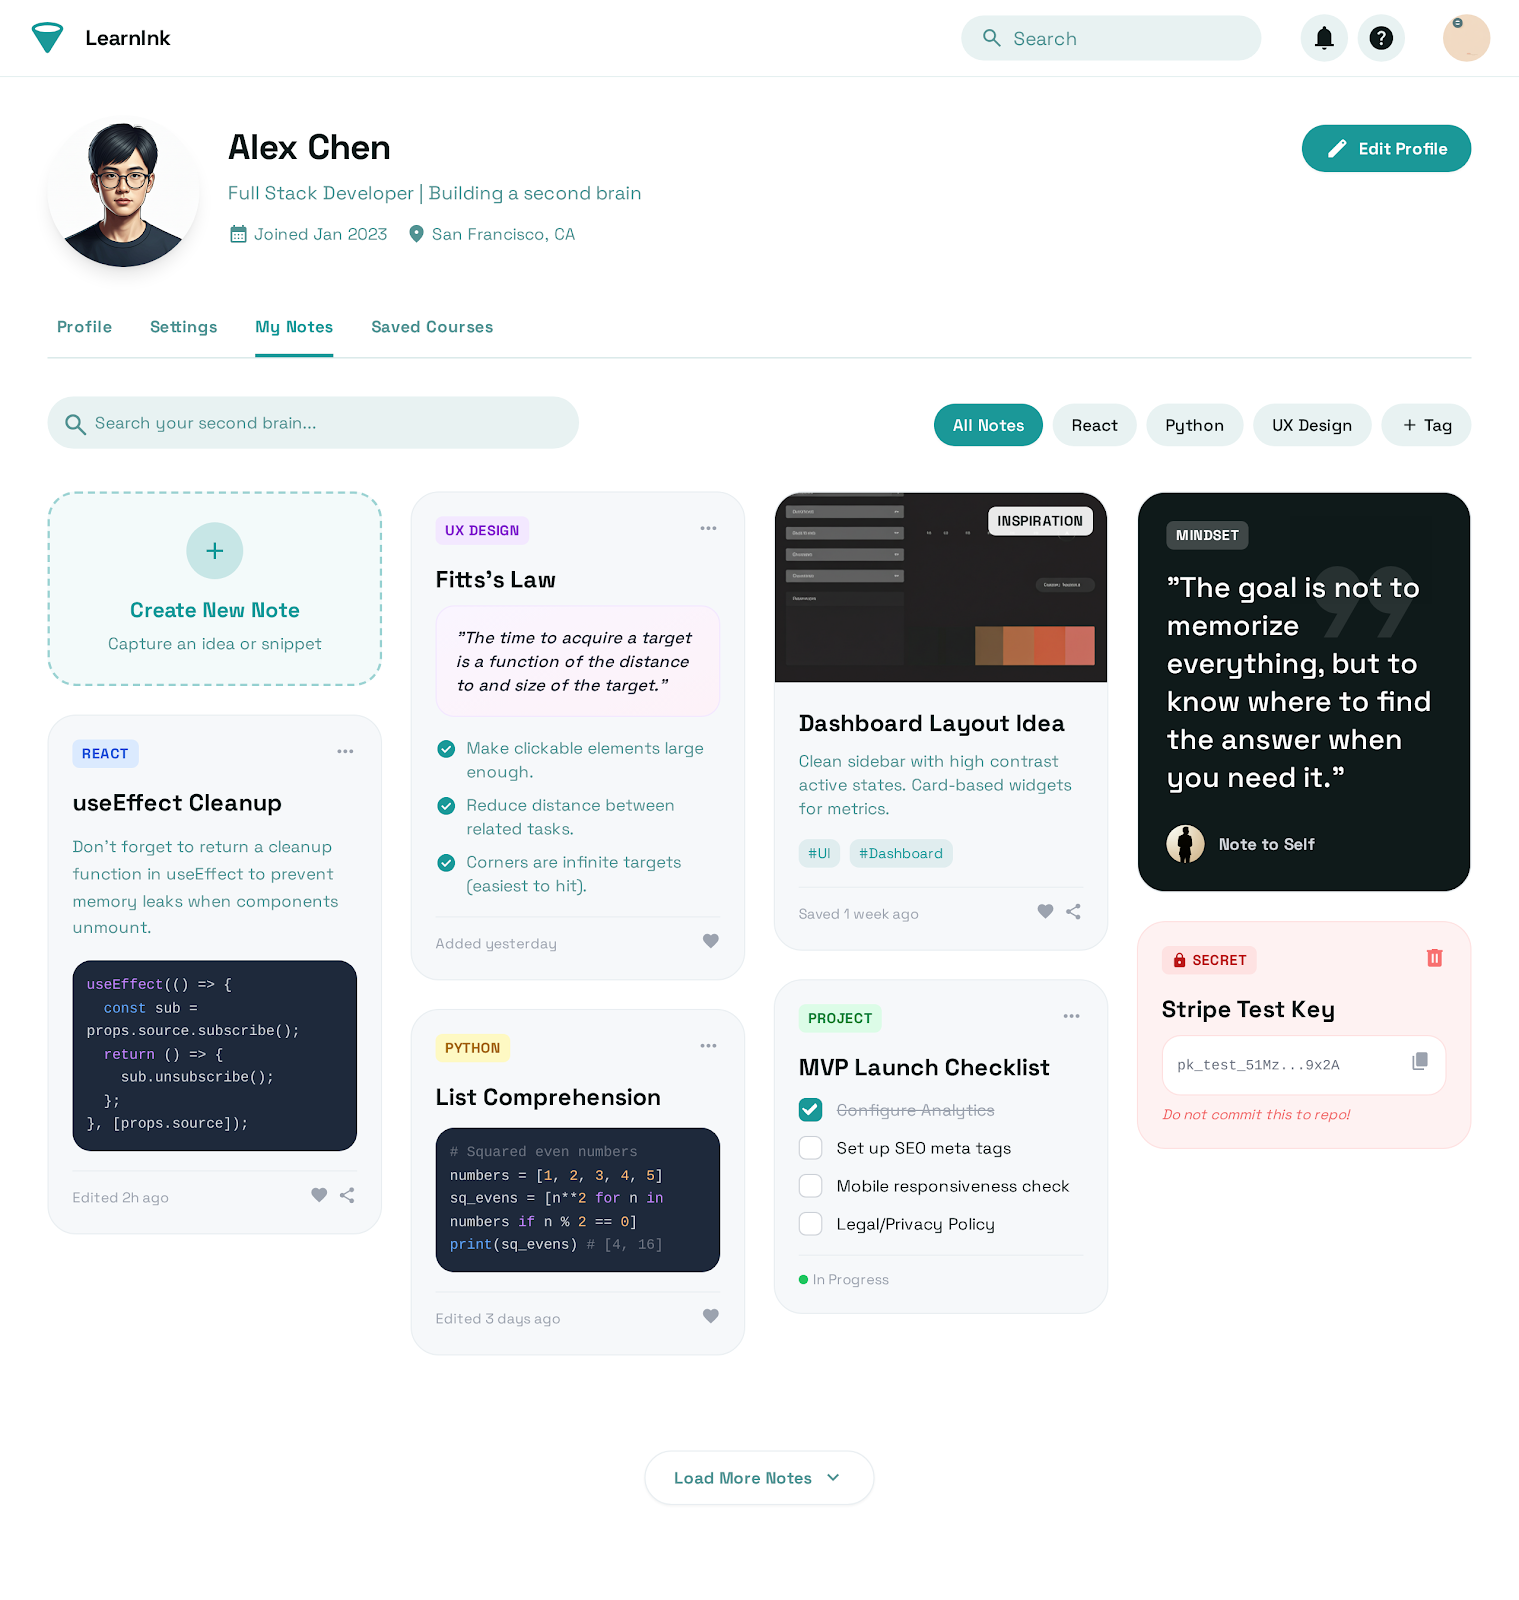 LearnInk
Search
Alex Chen
Full Stack Developer | Building a second brain
Joined Jan 2023
San Francisco, CA
Edit Profile
Profile
Settings
My Notes
Saved Courses
Search your second brain...
All Notes
React
Python
UX Design
+ Tag
Create New Note
Capture an idea or snippet
REACT
useEffect Cleanup
Don't forget to return a cleanup
function in useEffect to prevent
memory leaks when components
unmount.
useEffect(() => {
  const sub =
props.source.subscribe();
  return () => {
    sub.unsubscribe();
  };
}, [props.source]);
Edited 2h ago
UX DESIGN
Fitts's Law
"The time to acquire a target
is a function of the distance
to and size of the target."
Make clickable elements large
enough.
Reduce distance between
related tasks.
Corners are infinite targets
(easiest to hit).
Added yesterday
PYTHON
List Comprehension
# Squared even numbers
numbers = [1, 2, 3, 4, 5]
sq_evens = [n**2 for n in
numbers if n % 2 == 0]
print(sq_evens) # [4, 16]
Edited 3 days ago
INSPIRATION
Dashboard Layout Idea
Clean sidebar with high contrast
active states. Card-based widgets
for metrics.
#UI
#Dashboard
Saved 1 week ago
PROJECT
MVP Launch Checklist
Configure Analytics
Set up SEO meta tags
Mobile responsiveness check
Legal/Privacy Policy
In Progress
MINDSET
"The goal is not to
memorize
everything, but to
know where to find
the answer when
you need it."
Note to Self
SECRET
Stripe Test Key
pk_test_51Mz...9x2A
Do not commit this to repo!
Load More Notes